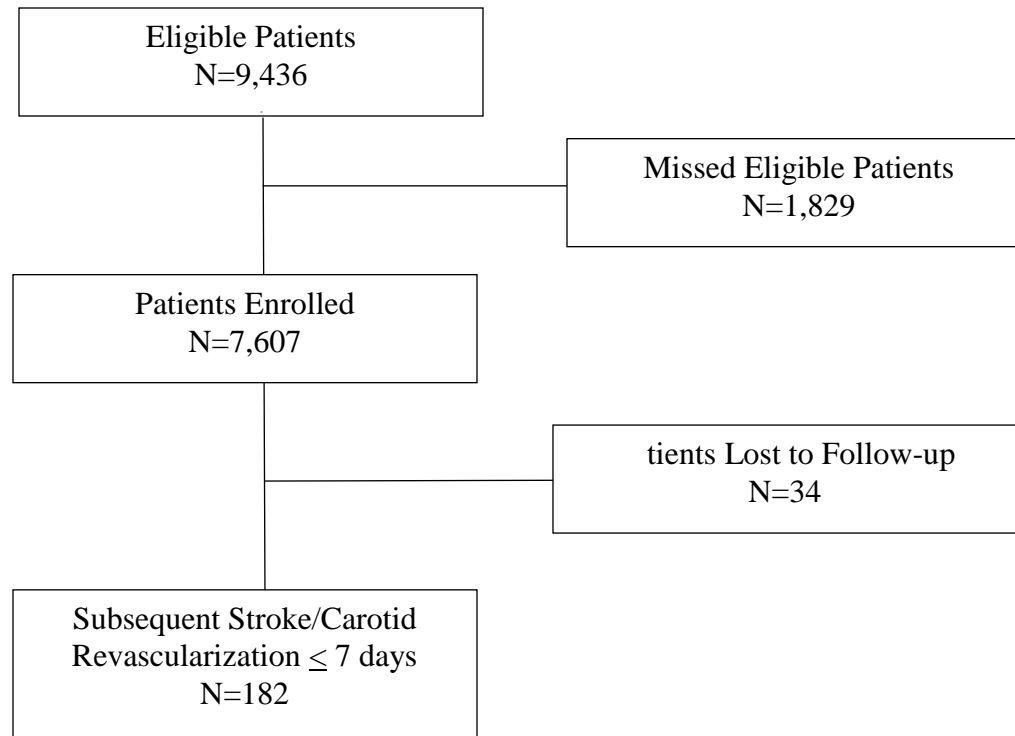 Eligible Patients
N=9,436
Missed Eligible Patients
N=1,829
Patients Enrolled
N=7,607
tients Lost to Follow-up
N=34
Subsequent Stroke/Carotid
Revascularization ≤ 7 days
N=182